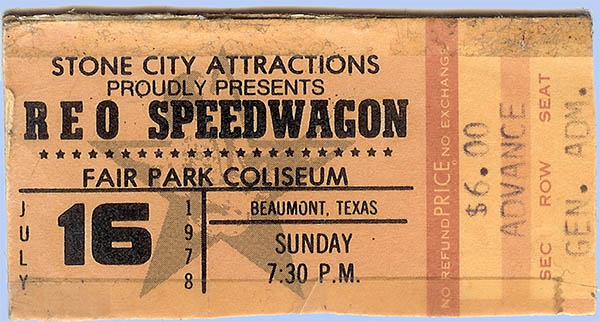 STONE CITY ATTRACTIONS
PROUDLY PRESENTS
REO SPEEDWAGON
FAIR PARK COLISEUM
JULY
16
1978
BEAUMONT, TEXAS
SUNDAY
7:30 P.M.
NO REFUND PRICE NO EXCHANGE
$6.00
ADVANCE
SEC ROW SEAT
GEN. ADM.